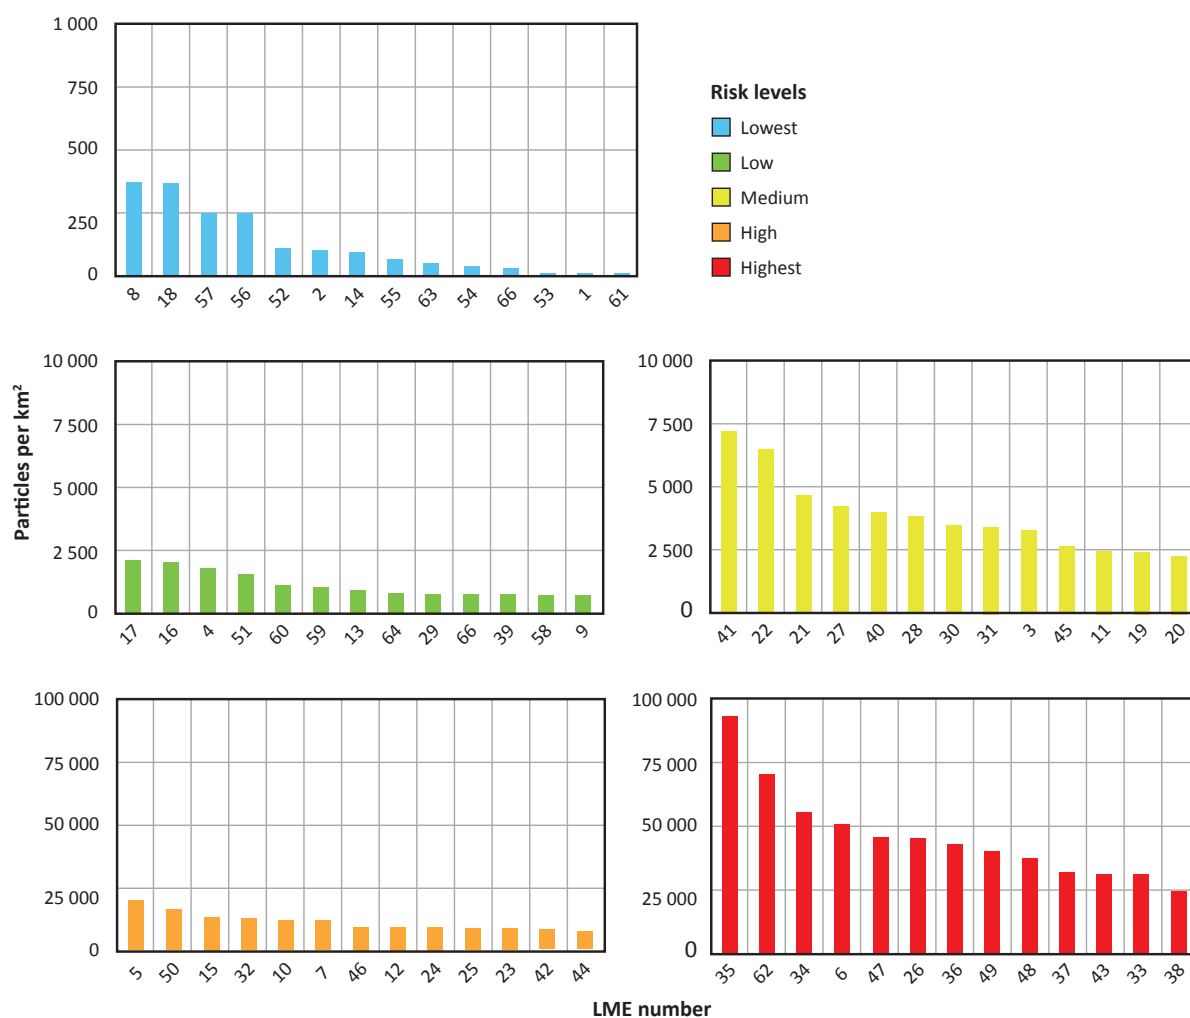 1 000
750
500
250
0
8 18 57 56 52 2 14 55 63 54 66 53 1 61
Risk levels
Lowest
Low
Medium
High
Highest
Particles per km²
10 000
7 500
5 000
2 500
0
17 16 4 51 60 59 13 64 29 66 39 58 9
10 000
7 500
5 000
2 500
0
41 22 21 27 40 28 30 31 3 45 11 19 20
100 000
75 000
50 000
25 000
0
5 50 15 32 10 7 46 12 24 25 23 42 44
100 000
75 000
50 000
25 000
0
35 62 34 6 47 26 36 49 48 37 43 33 38
LME number